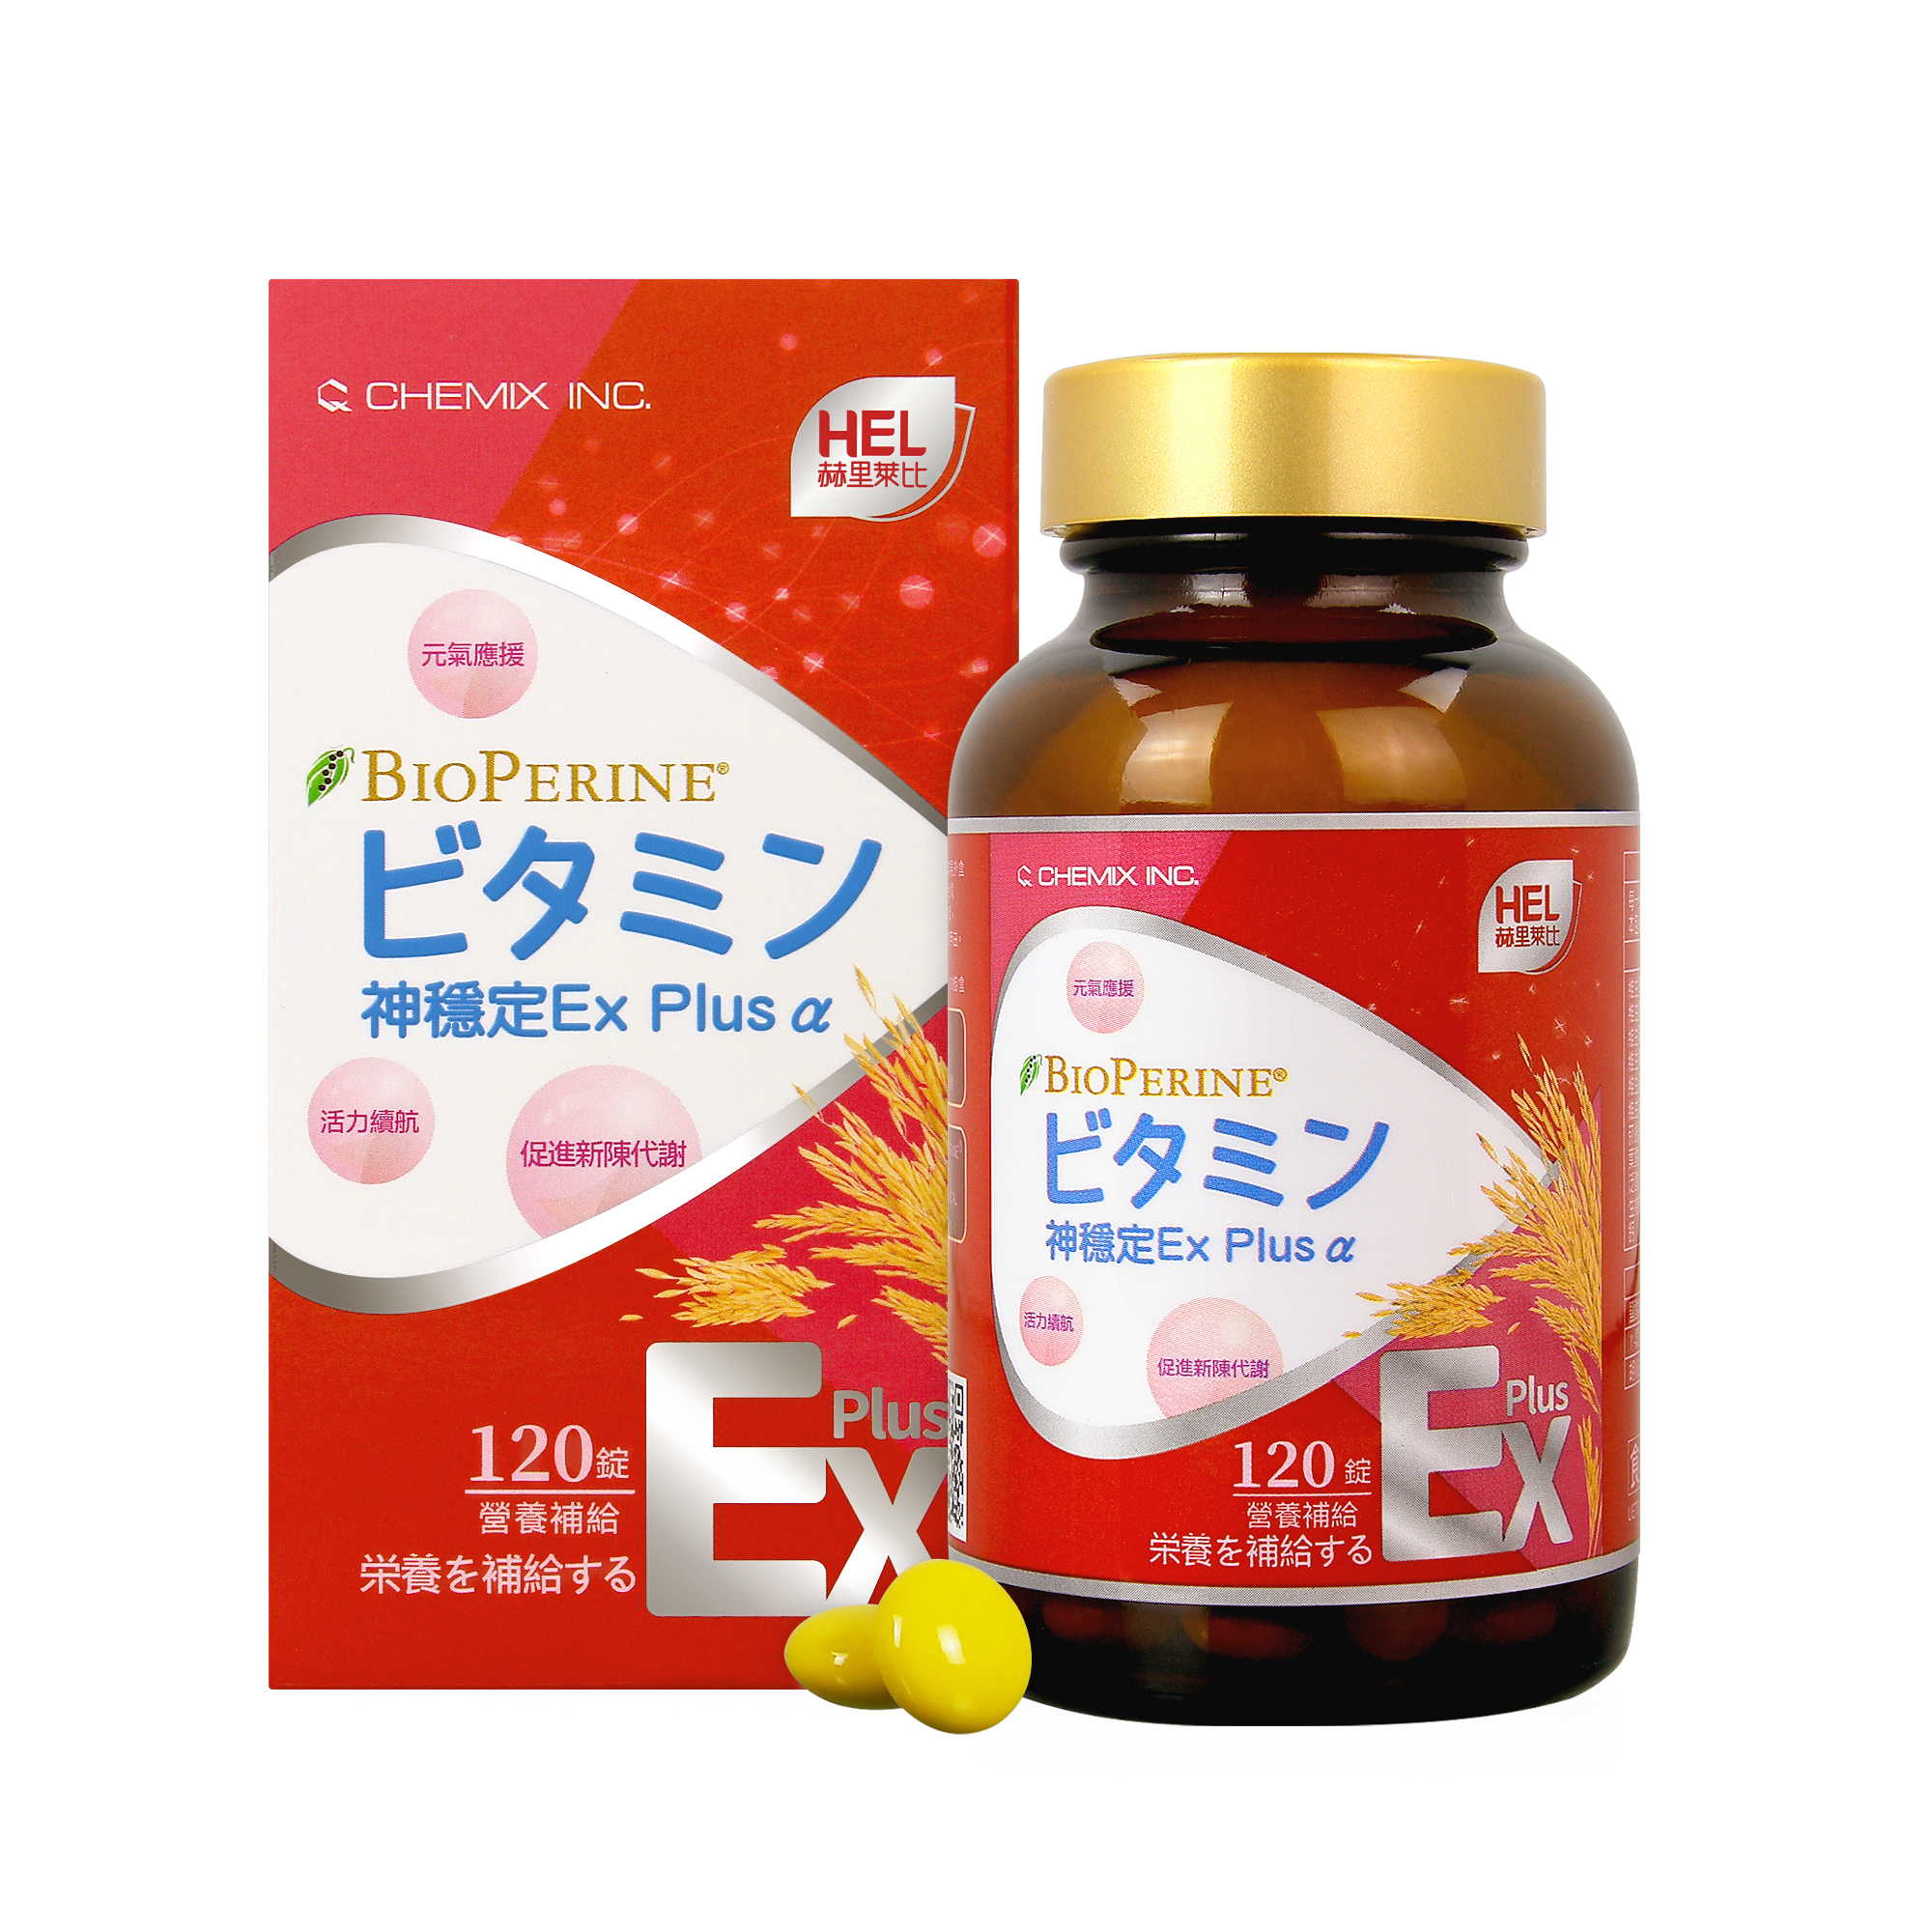 CHEMIX INC.
HEL
赫里萊比
元氣應援
BIOPERINE®
ビタミン
神穩定Ex Plus α
活力續航
促進新陳代謝
Ex Plus
120錠
營養補給
栄養を補給する
CHEMIX INC.
HEL
赫里萊比
元氣應援
BIOPERINE®
ビタミン
神穩定Ex Plus α
活力續航
促進新陳代謝
Ex Plus
120錠
營養補給
栄養を補給する